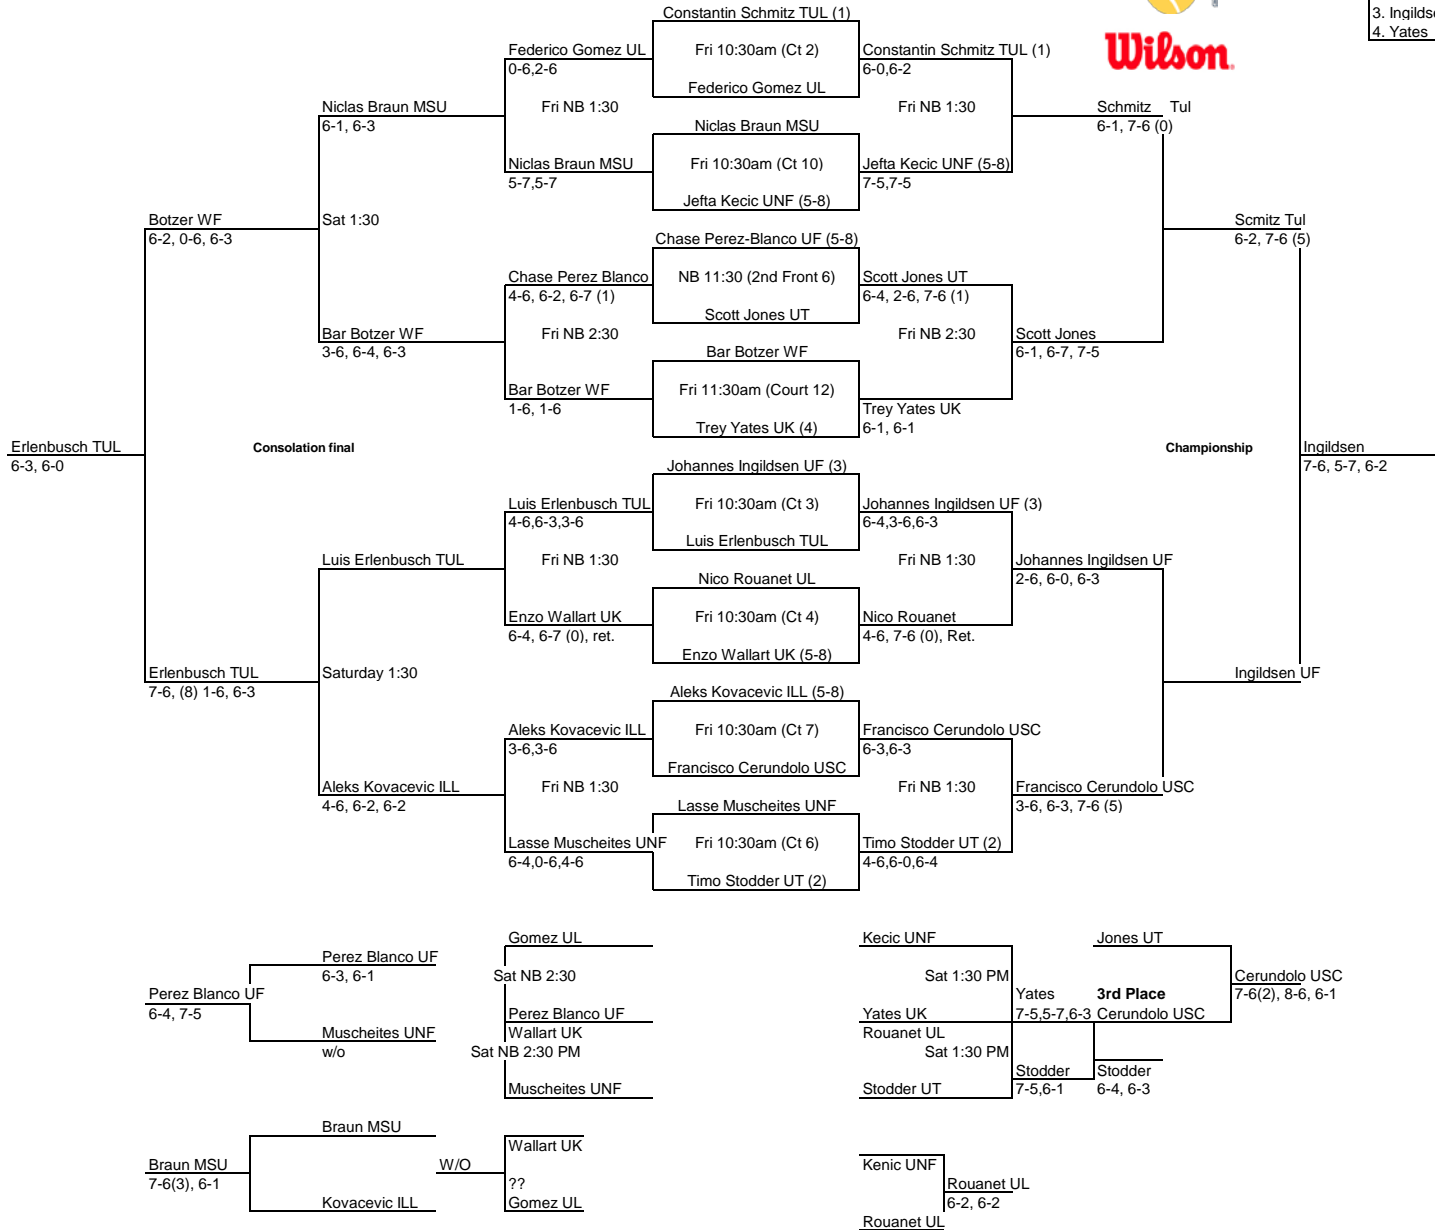 Constantin Schmitz TUL (1)
3. Ingilds
4. Yates
Wilson.
Federico Gomez UL
Fri 10:30am (Ct 2)
Constantin Schmitz TUL (1)
0-6,2-6
6-0,6-2
Federico Gomez UL
Niclas Braun MSU
Fri NB 1:30
Fri NB 1:30
Schmitz Tul
6-1, 6-3
Niclas Braun MSU
6-1, 7-6 (0)
Niclas Braun MSU
Fri 10:30am (Ct 10)
Jefta Kecic UNF (5-8)
5-7,5-7
7-5,7-5
Jefta Kecic UNF (5-8)
Botzer WF
Sat 1:30
Scmitz Tul
6-2, 0-6, 6-3
Chase Perez-Blanco UF (5-8)
6-2, 7-6 (5)
Chase Perez Blanco
NB 11:30 (2nd Front 6)
Scott Jones UT
4-6, 6-2, 6-7 (1)
6-4, 2-6, 7-6 (1)
Scott Jones UT
Bar Botzer WF
Fri NB 2:30
Fri NB 2:30
Scott Jones
3-6, 6-4, 6-3
Bar Botzer WF
6-1, 6-7, 7-5
Bar Botzer WF
Fri 11:30am (Court 12)
1-6, 1-6
Trey Yates UK
Trey Yates UK (4)
6-1, 6-1
Erlenbusch TUL
Consolation final
Championship
Ingildsen
6-3, 6-0
Johannes Ingildsen UF (3)
7-6, 5-7, 6-2
Luis Erlenbusch TUL
Fri 10:30am (Ct 3)
Johannes Ingildsen UF (3)
4-6,6-3,3-6
6-4,3-6,6-3
Luis Erlenbusch TUL
Luis Erlenbusch TUL
Fri NB 1:30
Fri NB 1:30
Johannes Ingildsen UF
Nico Rouanet UL
2-6, 6-0, 6-3
Enzo Wallart UK
Fri 10:30am (Ct 4)
Nico Rouanet
6-4, 6-7 (0), ret.
4-6, 7-6 (0), Ret.
Enzo Wallart UK (5-8)
Erlenbusch TUL
Saturday 1:30
Ingildsen UF
7-6, (8) 1-6, 6-3
Aleks Kovacevic ILL (5-8)
Aleks Kovacevic ILL
Fri 10:30am (Ct 7)
Francisco Cerundolo USC
3-6,3-6
6-3,6-3
Francisco Cerundolo USC
Aleks Kovacevic ILL
Fri NB 1:30
Fri NB 1:30
Francisco Cerundolo USC
4-6, 6-2, 6-2
Lasse Muscheites UNF
3-6, 6-3, 7-6 (5)
Lasse Muscheites UNF
Fri 10:30am (Ct 6)
Timo Stodder UT (2)
6-4,0-6,4-6
4-6,6-0,6-4
Timo Stodder UT (2)
Gomez UL
Kecic UNF
Jones UT
Perez Blanco UF
6-3, 6-1
Sat NB 2:30
Sat 1:30 PM
Cerundolo USC
Perez Blanco UF
Yates
3rd Place
7-6(2), 8-6, 6-1
6-4, 7-5
Perez Blanco UF
Yates UK
7-5,5-7,6-3
Cerundolo USC
Muscheites UNF
Wallart UK
Rouanet UL
w/o
Sat NB 2:30 PM
Sat 1:30 PM
Stodder
Stodder
Muscheites UNF
Stodder UT
7-5,6-1
6-4, 6-3
Braun MSU
Wallart UK
Braun MSU
W/O
Kenic UNF
7-6(3), 6-1
??
Rouanet UL
Kovacevic ILL
Gomez UL
6-2, 6-2
Rouanet UL